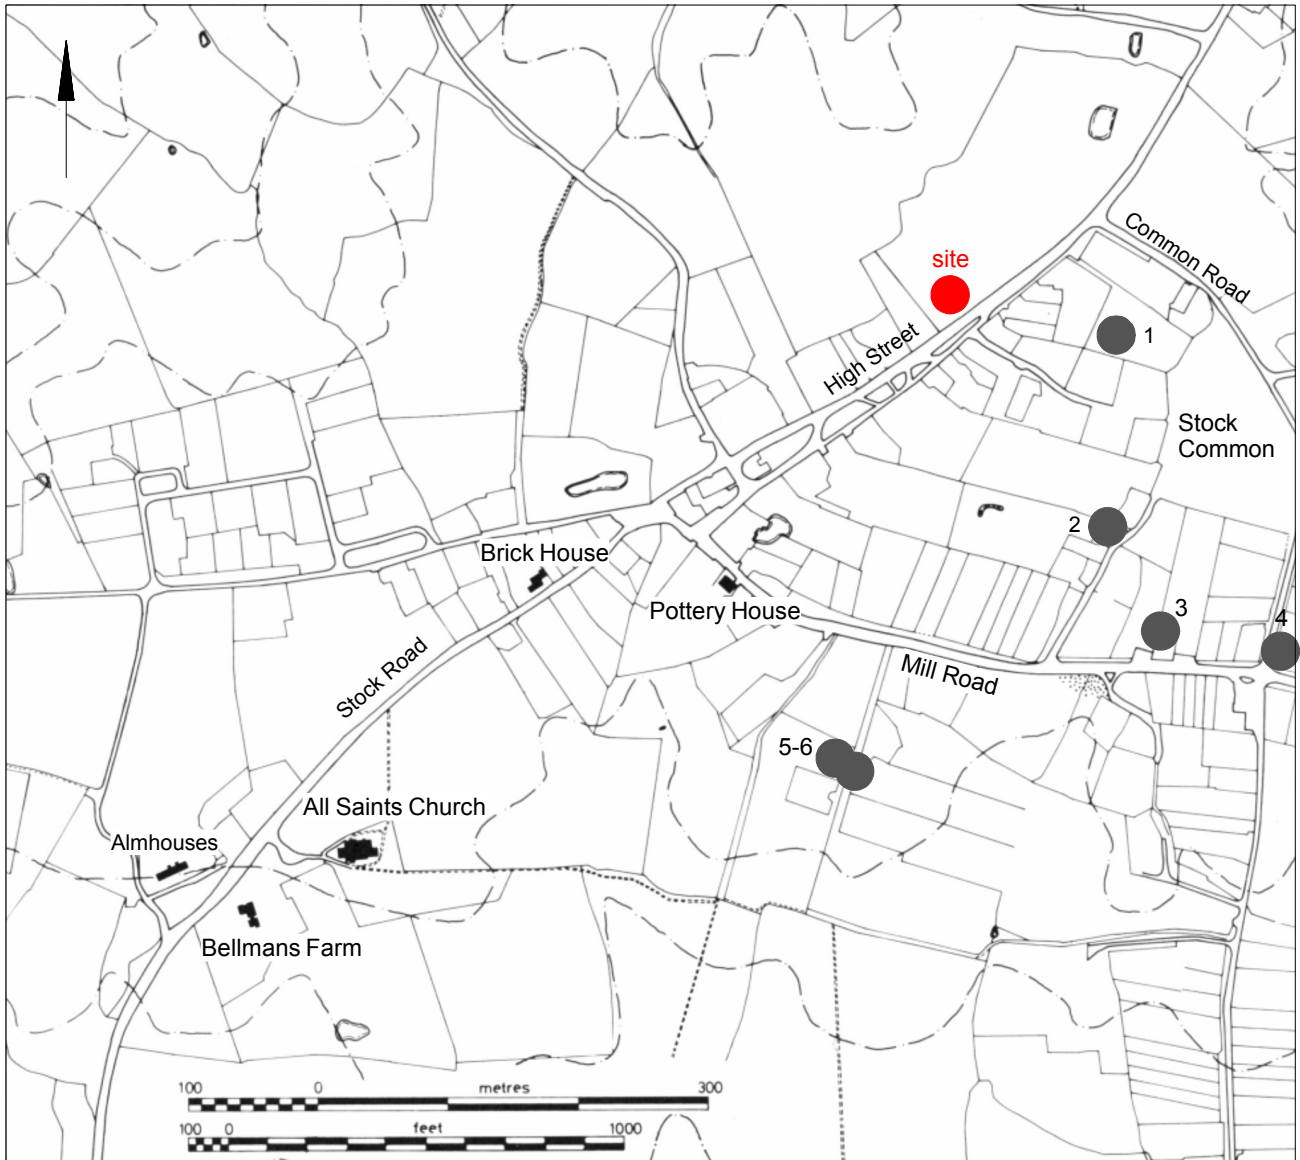 Common Road
site
1
High Street
Stock
Common
2
Brick House
3
Pottery House
4
Stock Road
Mill Road
5-6
All Saints Church
Almhouses
Bellmans Farm
100 0 metres 300
100 0 feet 1000